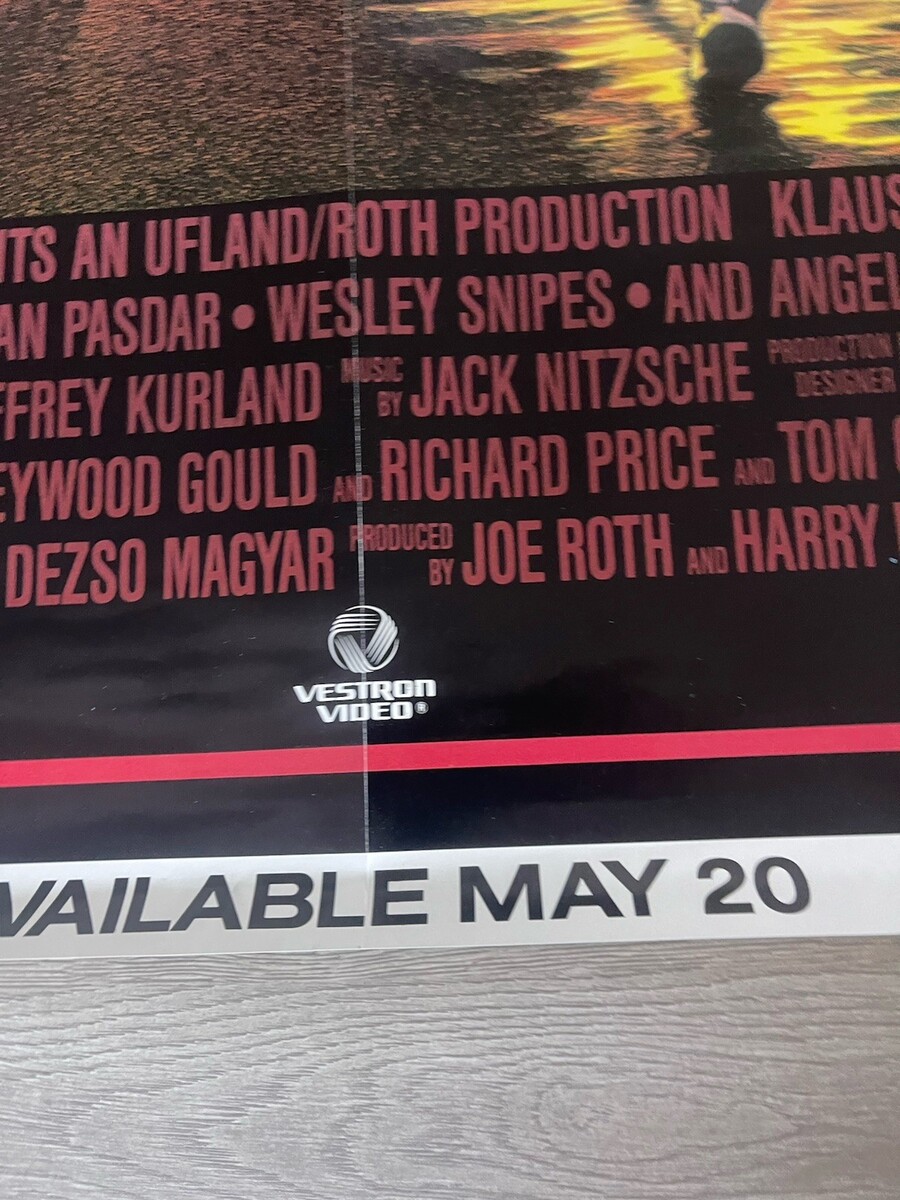 NTS AN UFLAND/ROTH PRODUCTION KLAUS
AN PASDAR • WESLEY SNIPES • AND ANGEL
FFREY KURLAND MUSIC BY JACK NITZSCHE PRODUCTION DESIGNER
EYWOOD GOULD AND RICHARD PRICE AND TOM
DEZSO MAGYAR PRODUCED BY JOE ROTH AND HARRY
VESTRON
VIDEO®
VAILABLE MAY 20